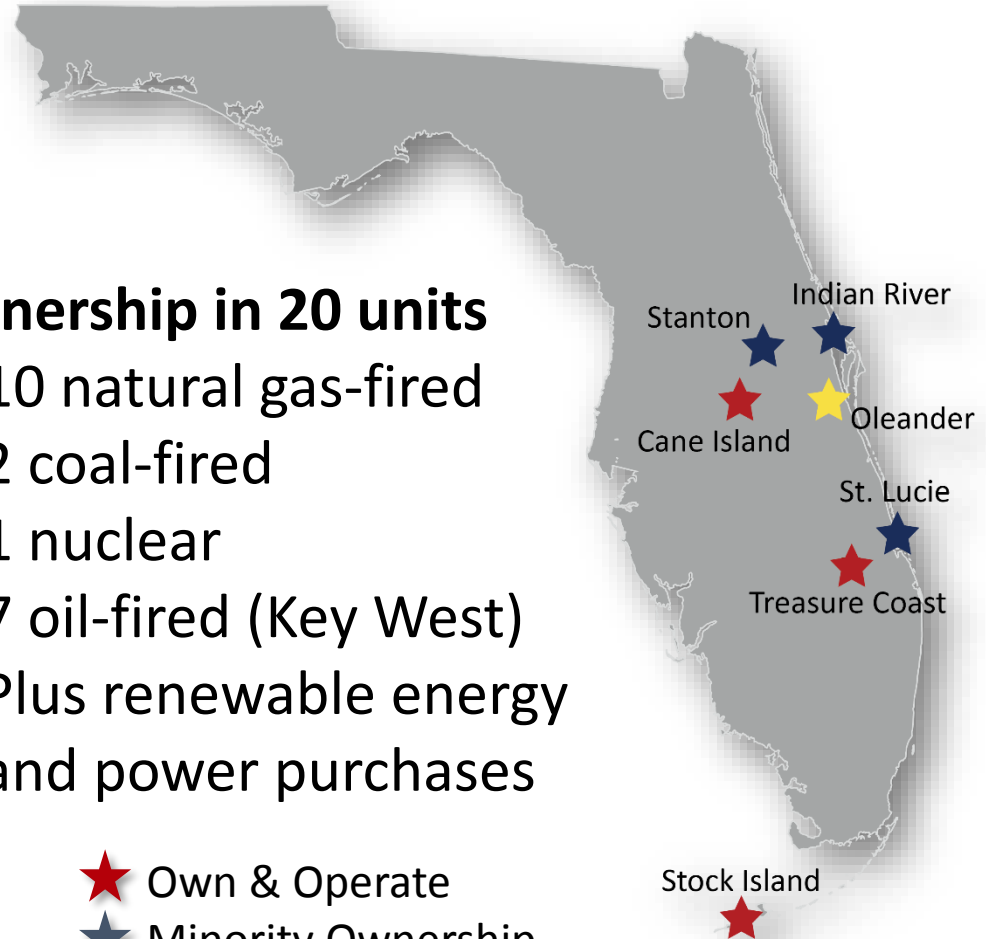 nership in 20 units
10 natural gas-fired
2 coal-fired
1 nuclear
7 oil-fired (Key West)
Plus renewable energy
and power purchases
Own & Operate
Minority Ownership
Indian River
Stanton
Cane Island
Oleander
St. Lucie
Treasure Coast
Stock Island